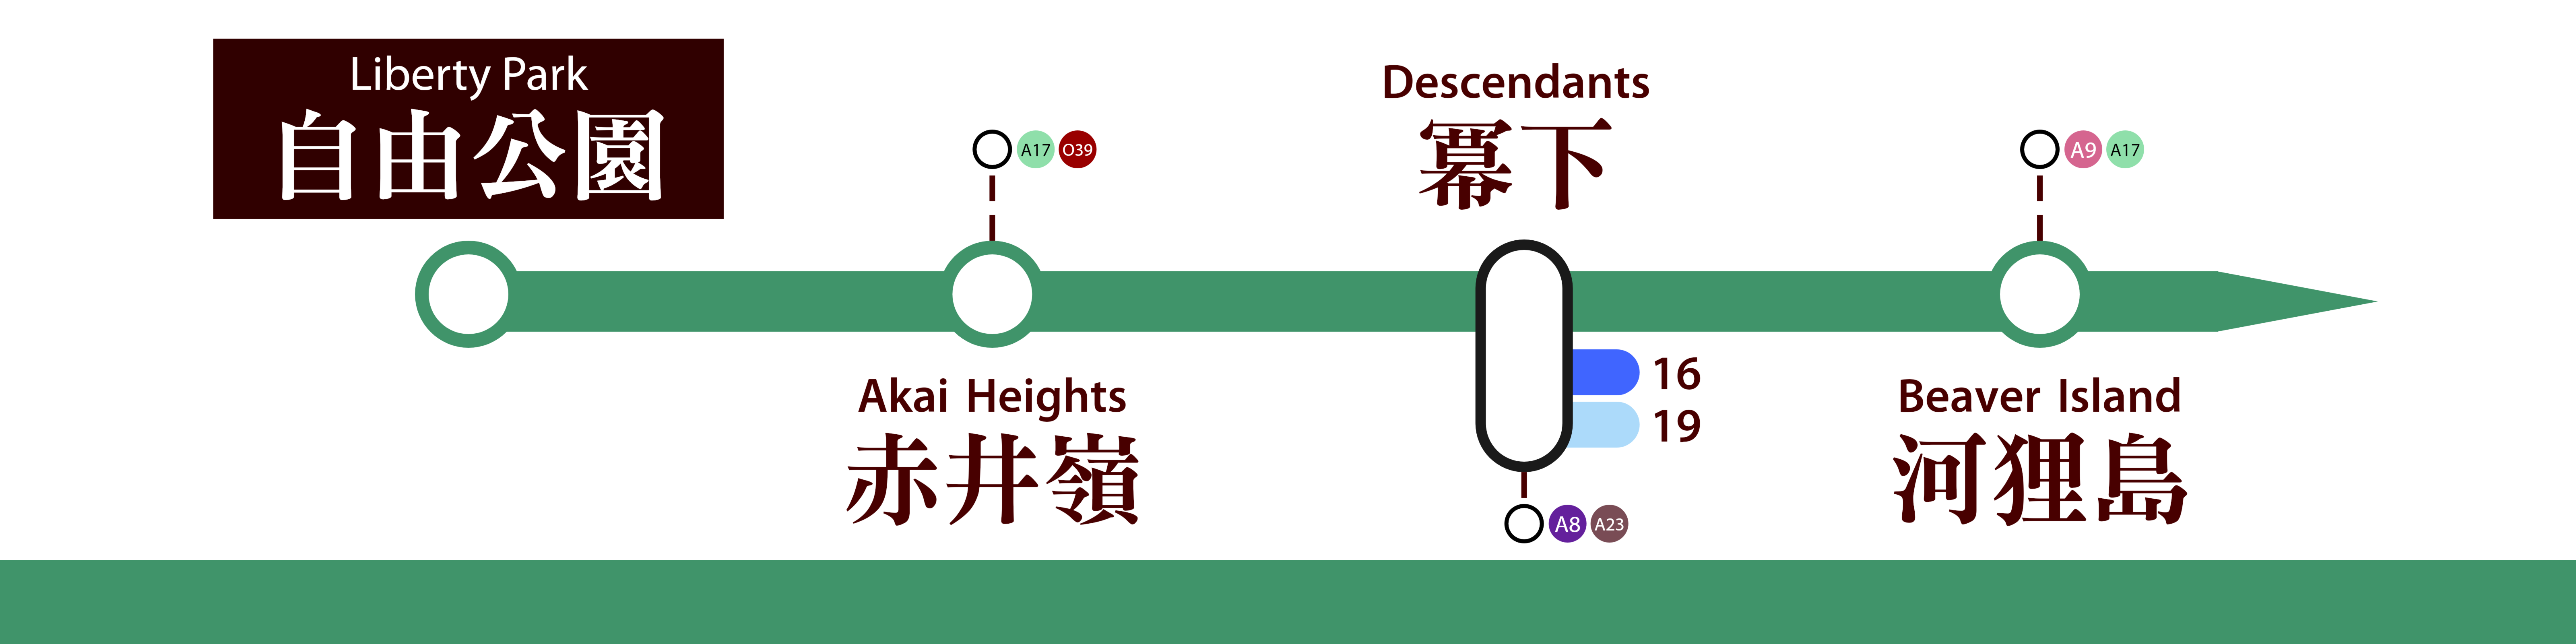 Liberty Park
自由公園
A17 O39
Akai Heights
赤井嶺
Descendants
冪下
16
19
A8 A23
A9 A17
Beaver Island
河狸島